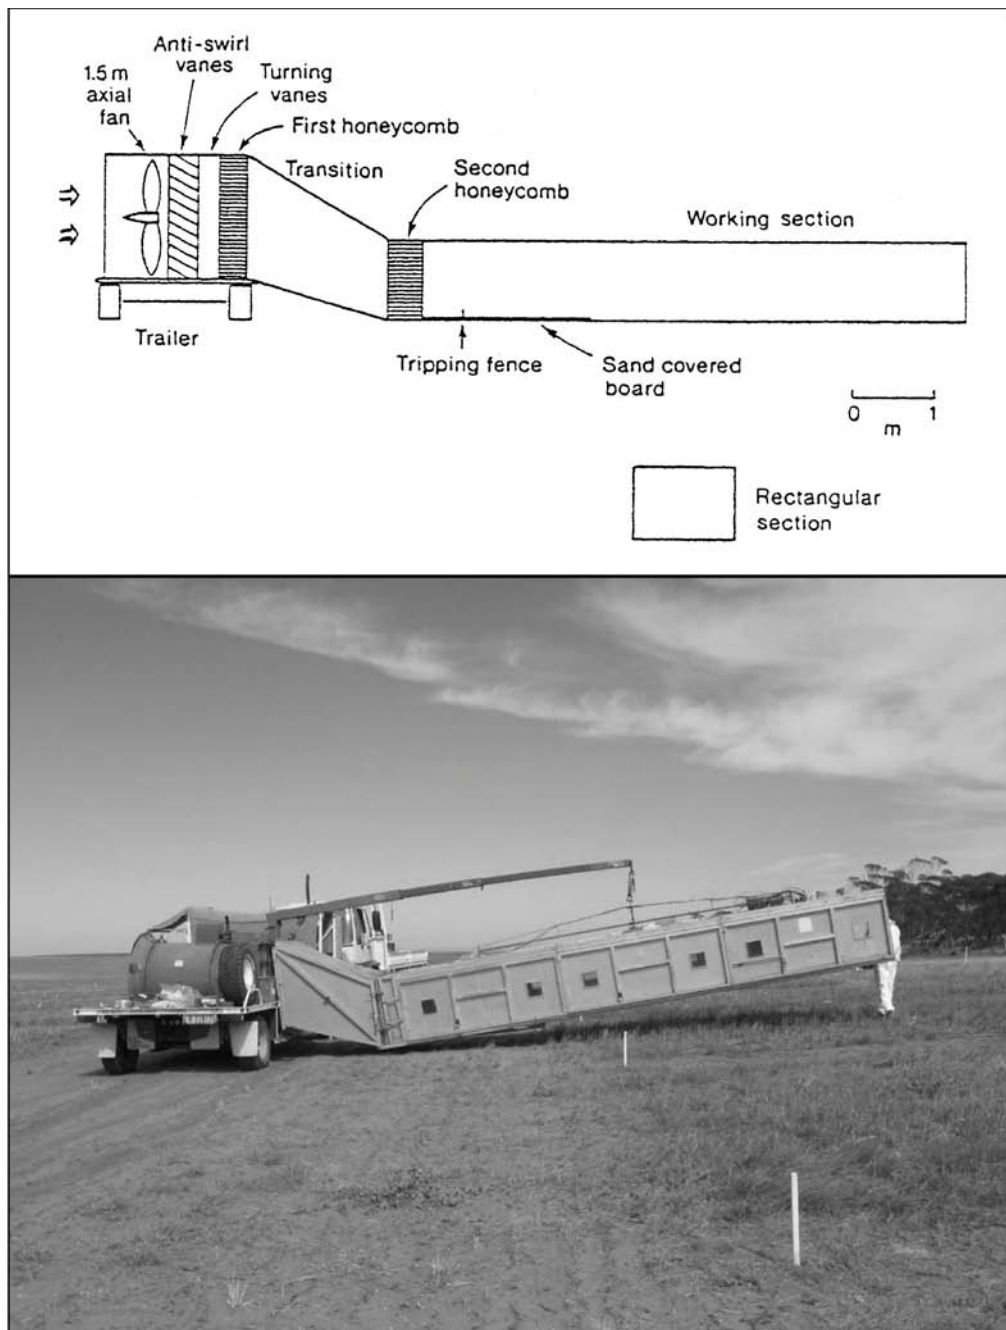 Anti-swirl
vanes
1.5 m
axial
fan
Turning
vanes
First honeycomb
Transition
Second
honeycomb
Working section
Trailer
Tripping fence
Sand covered
board
0 1
m
Rectangular
section